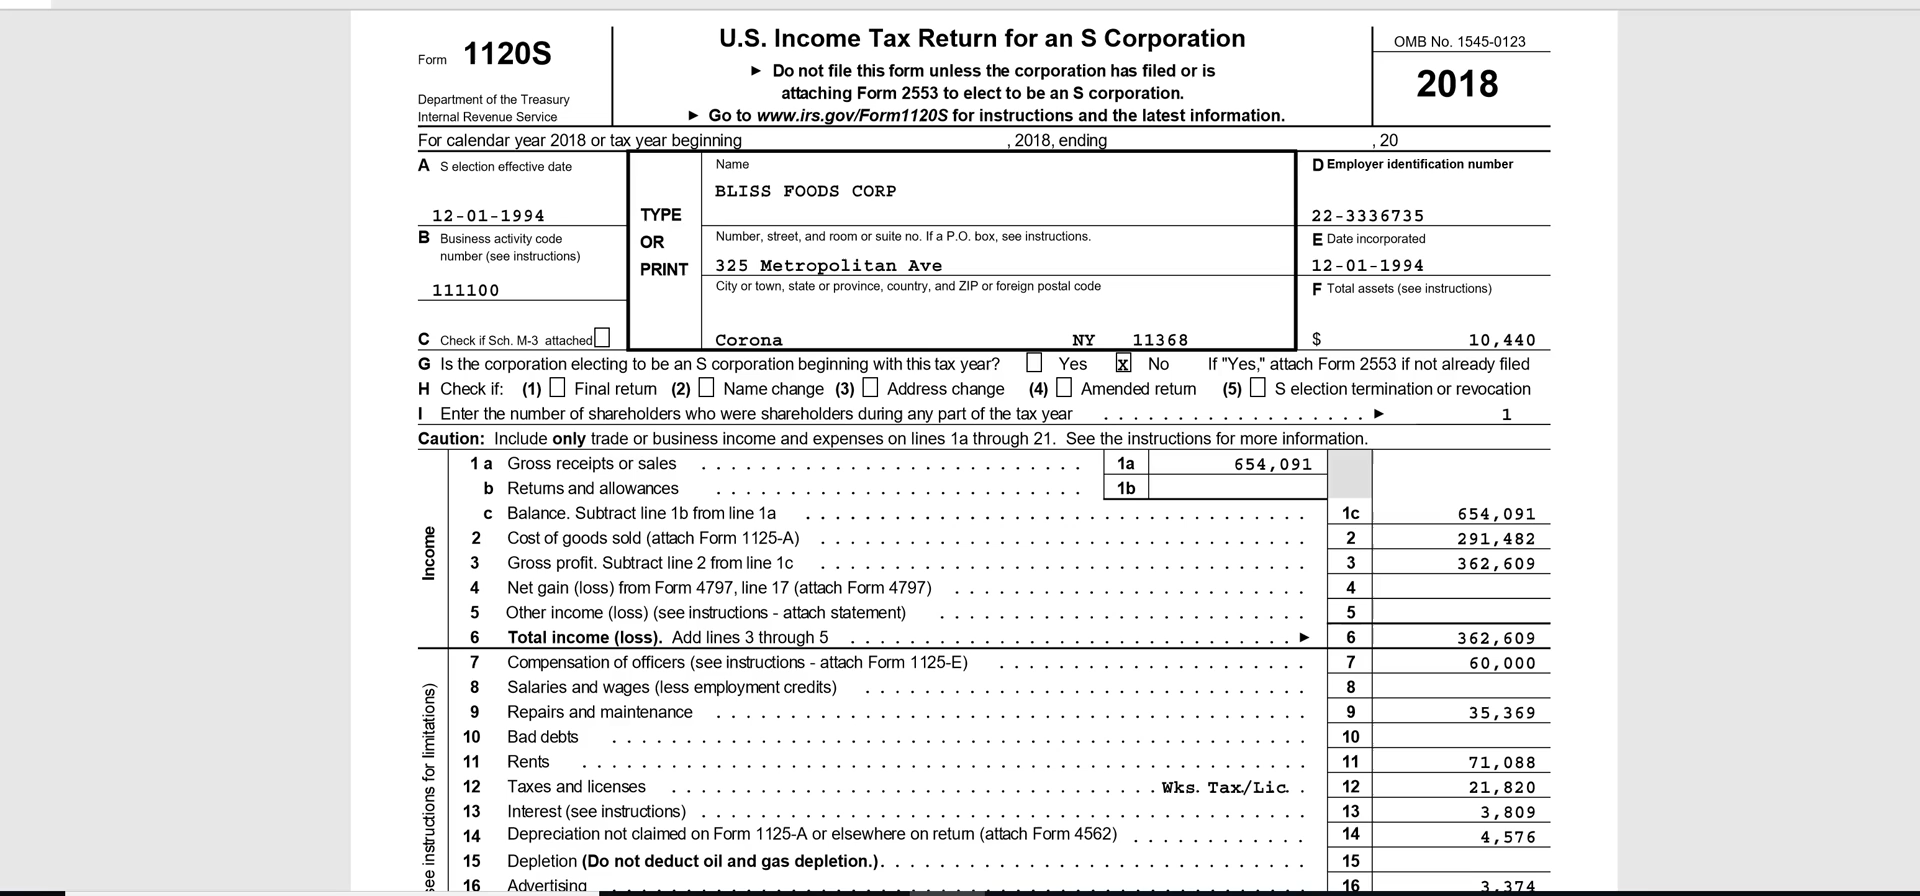 Form 1120S
Department of the Treasury
Internal Revenue Service
U.S. Income Tax Return for an S Corporation
► Do not file this form unless the corporation has filed or is
attaching Form 2553 to elect to be an S corporation.
► Go to www.irs.gov/Form1120S for instructions and the latest information.
OMB No. 1545-0123
2018
For calendar year 2018 or tax year beginning , 2018, ending , 20
A S election effective date
12-01-1994
B Business activity code
number (see instructions)
111100
C Check if Sch. M-3 attached
TYPE
OR
PRINT
Name
BLISS FOODS CORP
Number, street, and room or suite no. If a P.O. box, see instructions.
325 Metropolitan Ave
City or town, state or province, country, and ZIP or foreign postal code
Corona NY 11368
D Employer identification number
22-3336735
E Date incorporated
12-01-1994
F Total assets (see instructions)
$ 10,440
G Is the corporation electing to be an S corporation beginning with this tax year? Yes X No If "Yes," attach Form 2553 if not already filed
H Check if: (1) Final return (2) Name change (3) Address change (4) Amended return (5) S election termination or revocation
I Enter the number of shareholders who were shareholders during any part of the tax year . . . . . . . . . . . . . . . . . . ► 1
Caution: Include only trade or business income and expenses on lines 1a through 21. See the instructions for more information.
Income
1 a Gross receipts or sales . . . . . . . . . . . . . . . . . . . . . . . . . 1a 654,091
b Returns and allowances . . . . . . . . . . . . . . . . . . . . . . . . 1b
c Balance. Subtract line 1b from line 1a . . . . . . . . . . . . . . . . . . . . . . . . . . . . . . . . . 1c 654,091
2 Cost of goods sold (attach Form 1125-A) . . . . . . . . . . . . . . . . . . . . . . . . . . . . . . . . 2 291,482
3 Gross profit. Subtract line 2 from line 1c . . . . . . . . . . . . . . . . . . . . . . . . . . . . . . . . 3 362,609
4 Net gain (loss) from Form 4797, line 17 (attach Form 4797) . . . . . . . . . . . . . . . . . . . . . . . 4
5 Other income (loss) (see instructions - attach statement) . . . . . . . . . . . . . . . . . . . . . . . . 5
6 Total income (loss). Add lines 3 through 5 . . . . . . . . . . . . . . . . . . . . . . . . . . . . . . ► 6 362,609
see instructions for limitations)
7 Compensation of officers (see instructions - attach Form 1125-E) . . . . . . . . . . . . . . . . . . . . 7 60,000
8 Salaries and wages (less employment credits) . . . . . . . . . . . . . . . . . . . . . . . . . . . . . 8
9 Repairs and maintenance . . . . . . . . . . . . . . . . . . . . . . . . . . . . . . . . . . . . . . . 9 35,369
10 Bad debts . . . . . . . . . . . . . . . . . . . . . . . . . . . . . . . . . . . . . . . . . . . . . . 10
11 Rents . . . . . . . . . . . . . . . . . . . . . . . . . . . . . . . . . . . . . . . . . . . . . . . . 11 71,088
12 Taxes and licenses . . . . . . . . . . . . . . . . . . . . . . . . . . . . . . . . Wks. Tax/Lic. . 12 21,820
13 Interest (see instructions) . . . . . . . . . . . . . . . . . . . . . . . . . . . . . . . . . . . . . . . . 13 3,809
14 Depreciation not claimed on Form 1125-A or elsewhere on return (attach Form 4562) . . . . . . . . . . . . 14 4,576
15 Depletion (Do not deduct oil and gas depletion.). . . . . . . . . . . . . . . . . . . . . . . . . . . . 15
16 Advertising . . . . . . . . . . . . . . . . . . . . . . . . . . . . . . . . . . . . . . . . . . . . . . 16 3,374